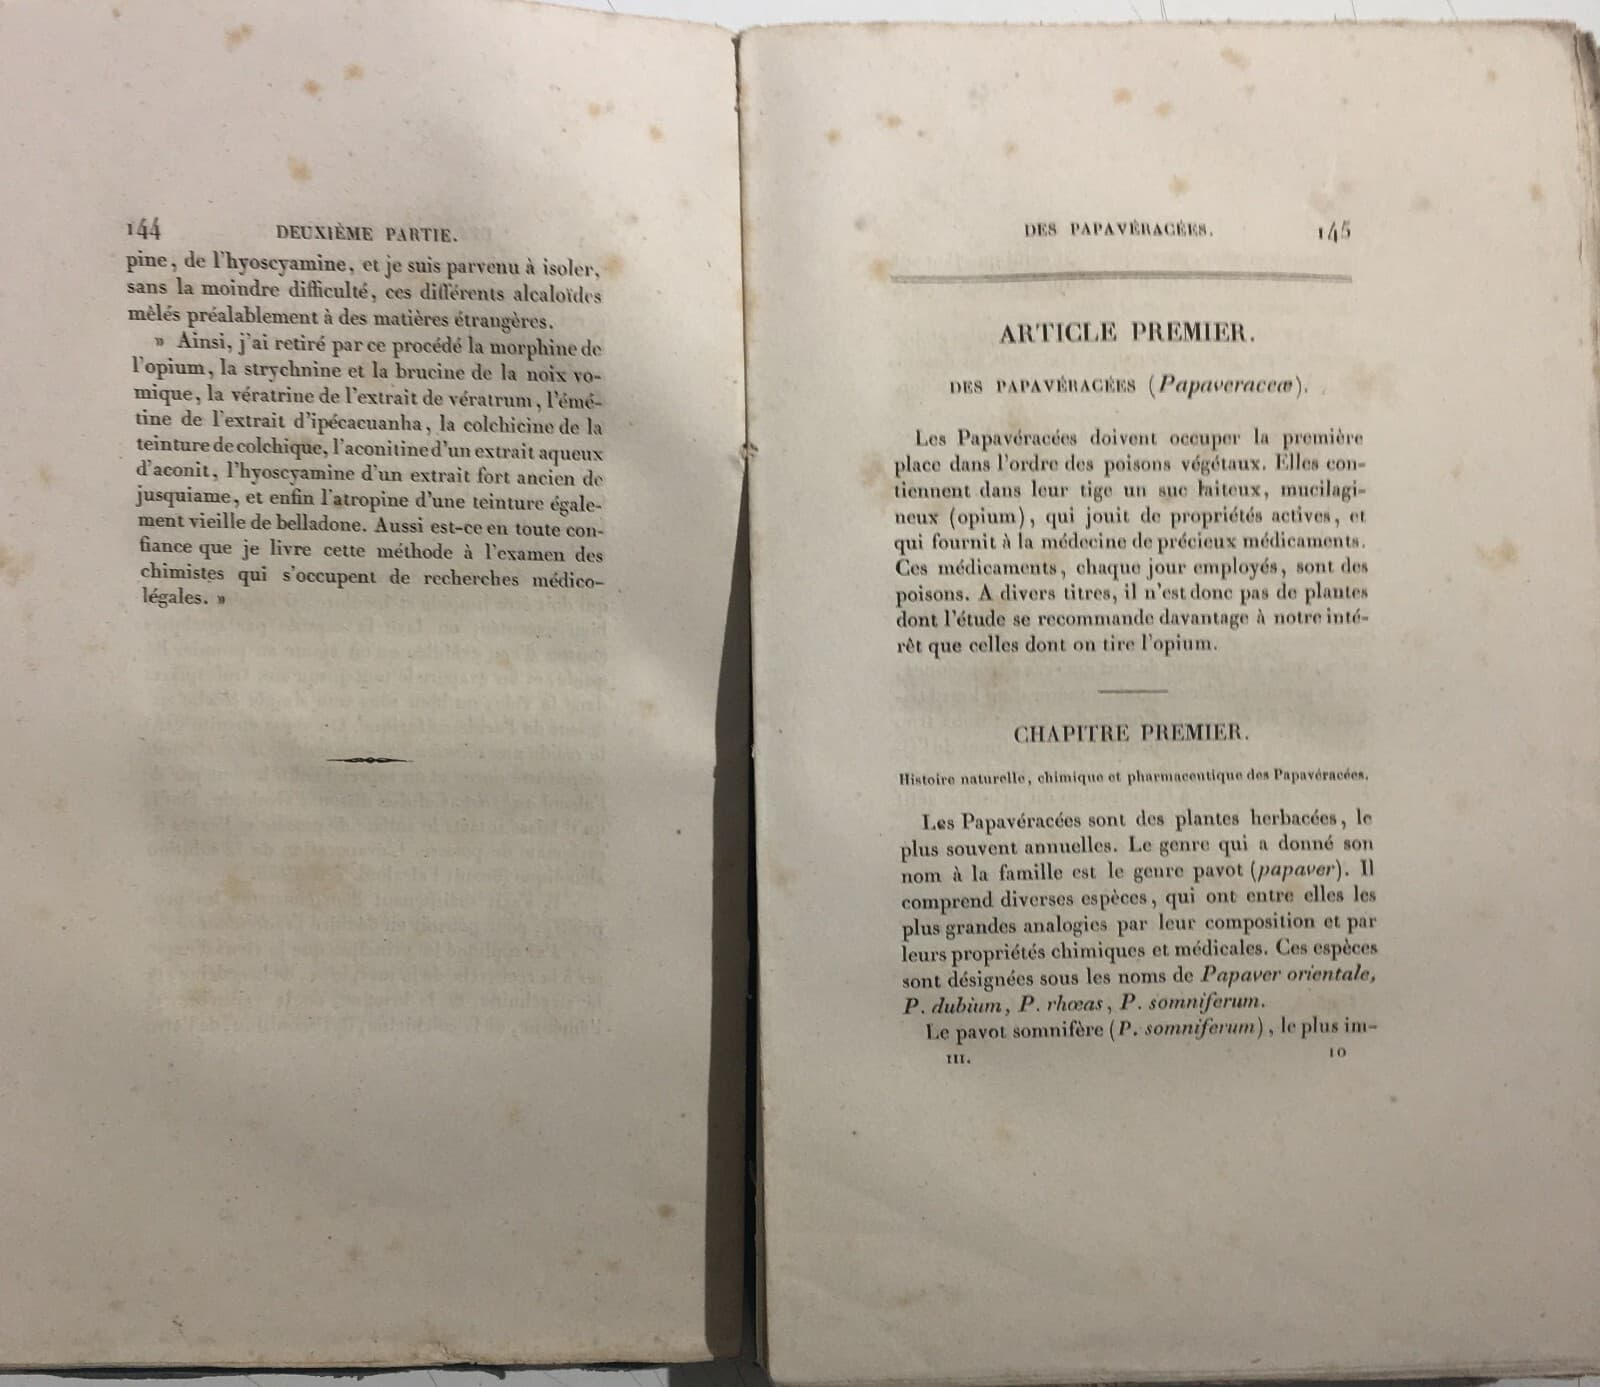 144 DEUXIÈME PARTIE.
pine, de l'hyoscyamine, et je suis parvenu à isoler,
sans la moindre difficulté, ces différents alcaloïdes
mêlés préalablement à des matières étrangères.
» Ainsi, j'ai retiré par ce procédé la morphine de
l'opium, la strychnine et la brucine de la noix vo-
mique, la vératrine de l'extrait de vératrum, l'émé-
tine de l'extrait d'ipécacuanha, la colchicine de la
teinture de colchique, l'aconitine d'un extrait aqueux
d'aconit, l'hyoscyamine d'un extrait fort ancien de
jusquiame, et enfin l'atropine d'une teinture égale-
ment vieille de belladone. Aussi est-ce en toute con-
fiance que je livre cette méthode à l'examen des
chimistes qui s'occupent de recherches médico-
légales. »
DES PAPAVÉRACÉES. 145
ARTICLE PREMIER.
DES PAPAVÉRACÉES (Papaveraceæ).
Les Papavéracées doivent occuper la première
place dans l'ordre des poisons végétaux. Elles con-
tiennent dans leur tige un suc laiteux, mucilagi-
neux (opium), qui jouit de propriétés actives, et
qui fournit à la médecine de précieux médicaments.
Ces médicaments, chaque jour employés, sont des
poisons. A divers titres, il n'est donc pas de plantes
dont l'étude se recommande davantage à notre inté-
rêt que celles dont on tire l'opium.
CHAPITRE PREMIER.
Histoire naturelle, chimique et pharmaceutique des Papavéracées.
Les Papavéracées sont des plantes herbacées, le
plus souvent annuelles. Le genre qui a donné son
nom à la famille est le genre pavot (papaver). Il
comprend diverses espèces, qui ont entre elles les
plus grandes analogies par leur composition et par
leurs propriétés chimiques et médicales. Ces espèces
sont désignées sous les noms de Papaver orientale,
P. dubium, P. rhœas, P. somniferum.
Le pavot somnifère (P. somniferum), le plus im-
III. 10